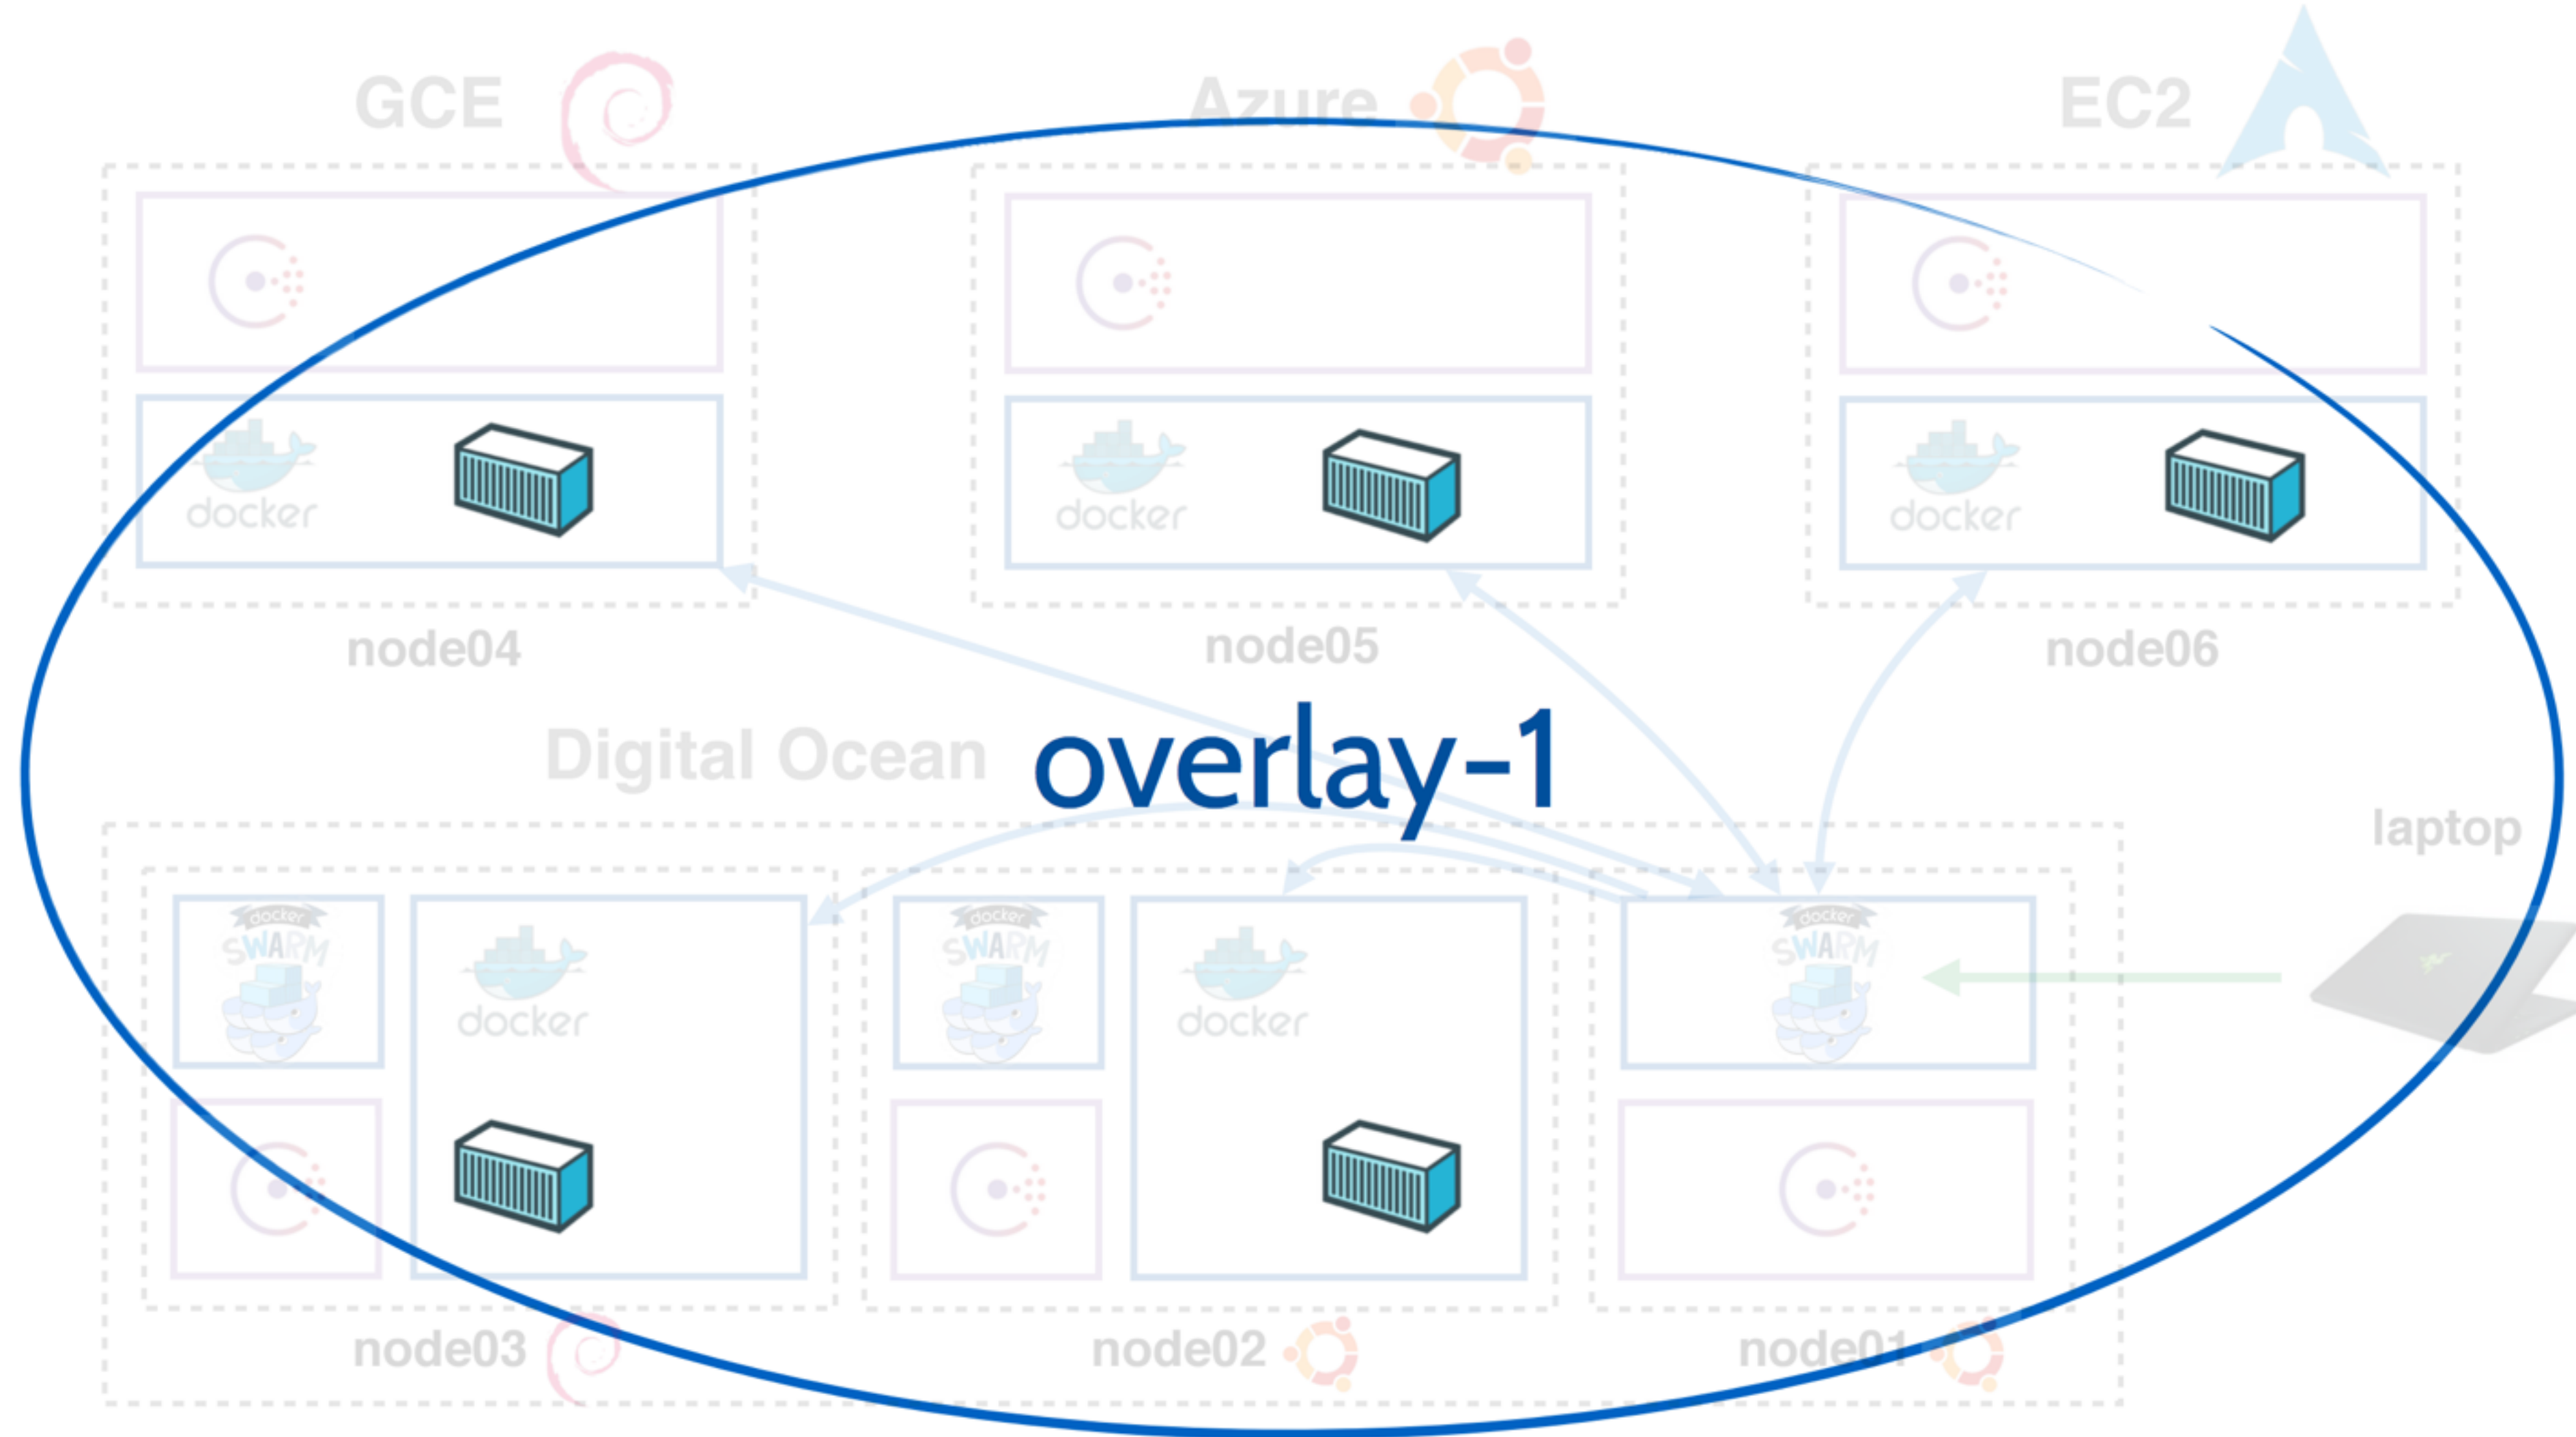 GCE
Azure
EC2
docker
docker
docker
node04
node05
node06
Digital Ocean
overlay-1
laptop
docker
SWARM
docker
docker
SWARM
docker
docker
SWARM
node03
node02
node01